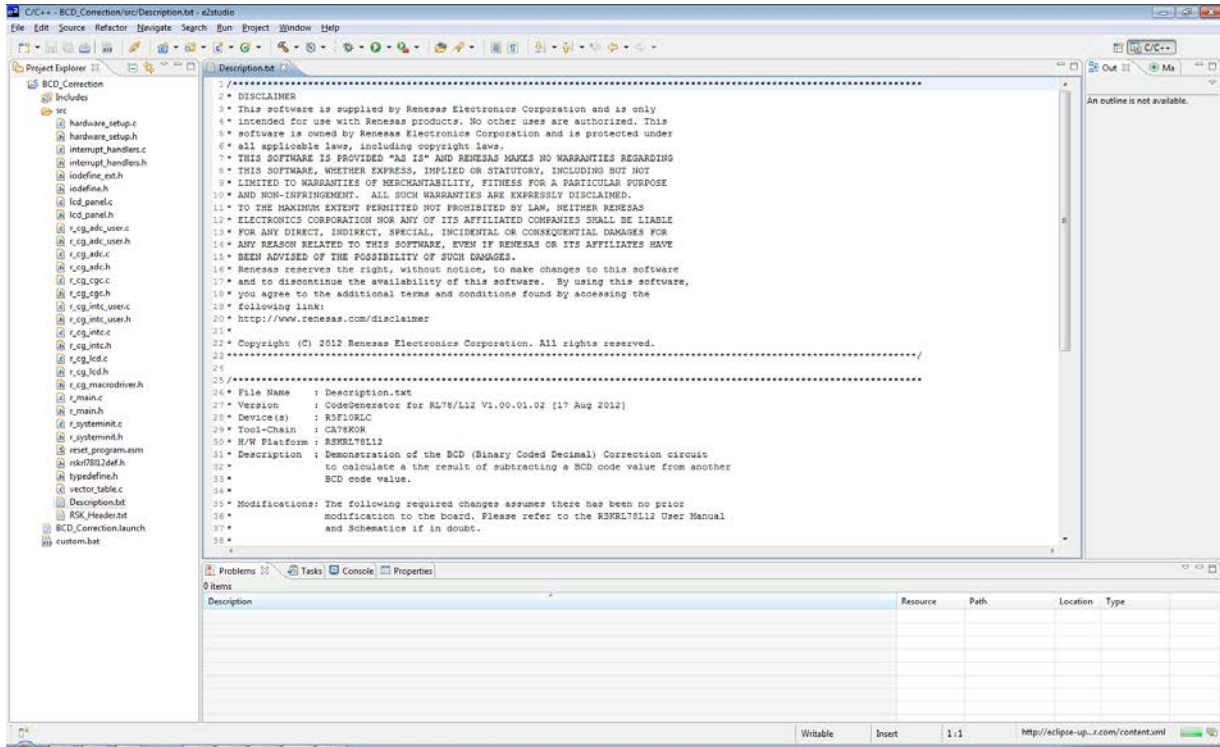 C/C++ - BCD_Correction/src/Description.txt - e2studio
File Edit Source Refactor Navigate Search Run Project Window Help
C/C++
Project Explorer
BCD_Correction
Includes
src
hardware_setup.c
hardware_setup.h
interrupt_handlers.c
interrupt_handlers.h
iodefine_ext.h
iodefine.h
lcd_panel.c
lcd_panel.h
r_cg_adc_user.c
r_cg_adc_user.h
r_cg_adc.c
r_cg_adc.h
r_cg_cgc.c
r_cg_cgc.h
r_cg_intc_user.c
r_cg_intc_user.h
r_cg_intc.c
r_cg_intc.h
r_cg_lcd.c
r_cg_lcd.h
r_cg_macrodriver.h
r_main.c
r_main.h
r_systeminit.c
r_systeminit.h
reset_program.asm
rskrl78l12def.h
typedefine.h
vector_table.c
Description.txt
RSK_Header.txt
BCD_Correction.launch
custom.bat
Description.txt
1 /******************************************************************************************************
2 * DISCLAIMER
3 * This software is supplied by Renesas Electronics Corporation and is only
4 * intended for use with Renesas products. No other uses are authorized. This
5 * software is owned by Renesas Electronics Corporation and is protected under
6 * all applicable laws, including copyright laws.
7 * THIS SOFTWARE IS PROVIDED "AS IS" AND RENESAS MAKES NO WARRANTIES REGARDING
8 * THIS SOFTWARE, WHETHER EXPRESS, IMPLIED OR STATUTORY, INCLUDING BUT NOT
9 * LIMITED TO WARRANTIES OF MERCHANTABILITY, FITNESS FOR A PARTICULAR PURPOSE
10 * AND NON-INFRINGEMENT. ALL SUCH WARRANTIES ARE EXPRESSLY DISCLAIMED.
11 * TO THE MAXIMUM EXTENT PERMITTED NOT PROHIBITED BY LAW, NEITHER RENESAS
12 * ELECTRONICS CORPORATION NOR ANY OF ITS AFFILIATED COMPANIES SHALL BE LIABLE
13 * FOR ANY DIRECT, INDIRECT, SPECIAL, INCIDENTAL OR CONSEQUENTIAL DAMAGES FOR
14 * ANY REASON RELATED TO THIS SOFTWARE, EVEN IF RENESAS OR ITS AFFILIATES HAVE
15 * BEEN ADVISED OF THE POSSIBILITY OF SUCH DAMAGES.
16 * Renesas reserves the right, without notice, to make changes to this software
17 * and to discontinue the availability of this software. By using this software,
18 * you agree to the additional terms and conditions found by accessing the
19 * following link:
20 * http://www.renesas.com/disclaimer
21 *
22 * Copyright (C) 2012 Renesas Electronics Corporation. All rights reserved.
23 ******************************************************************************************************/
24
25 /******************************************************************************************************
26 * File Name : Description.txt
27 * Version : CodeGenerator for RL78/L12 V1.00.01.02 [17 Aug 2012]
28 * Device(s) : R5F10RLC
29 * Tool-Chain : CA78K0R
30 * H/W Platform : RSKRL78L12
31 * Description : Demonstration of the BCD (Binary Coded Decimal) Correction circuit
32 * to calculate a the result of subtracting a BCD code value from another
33 * BCD code value.
34 *
35 * Modifications: The following required changes assumes there has been no prior
36 * modification to the board. Please refer to the RSKRL78L12 User Manual
37 * and Schematics if in doubt.
38 *
Out Ma
An outline is not available.
Problems Tasks Console Properties
0 items
Description Resource Path Location Type
Writable Insert 1:1 http://eclipse-up...r.com/content.xml